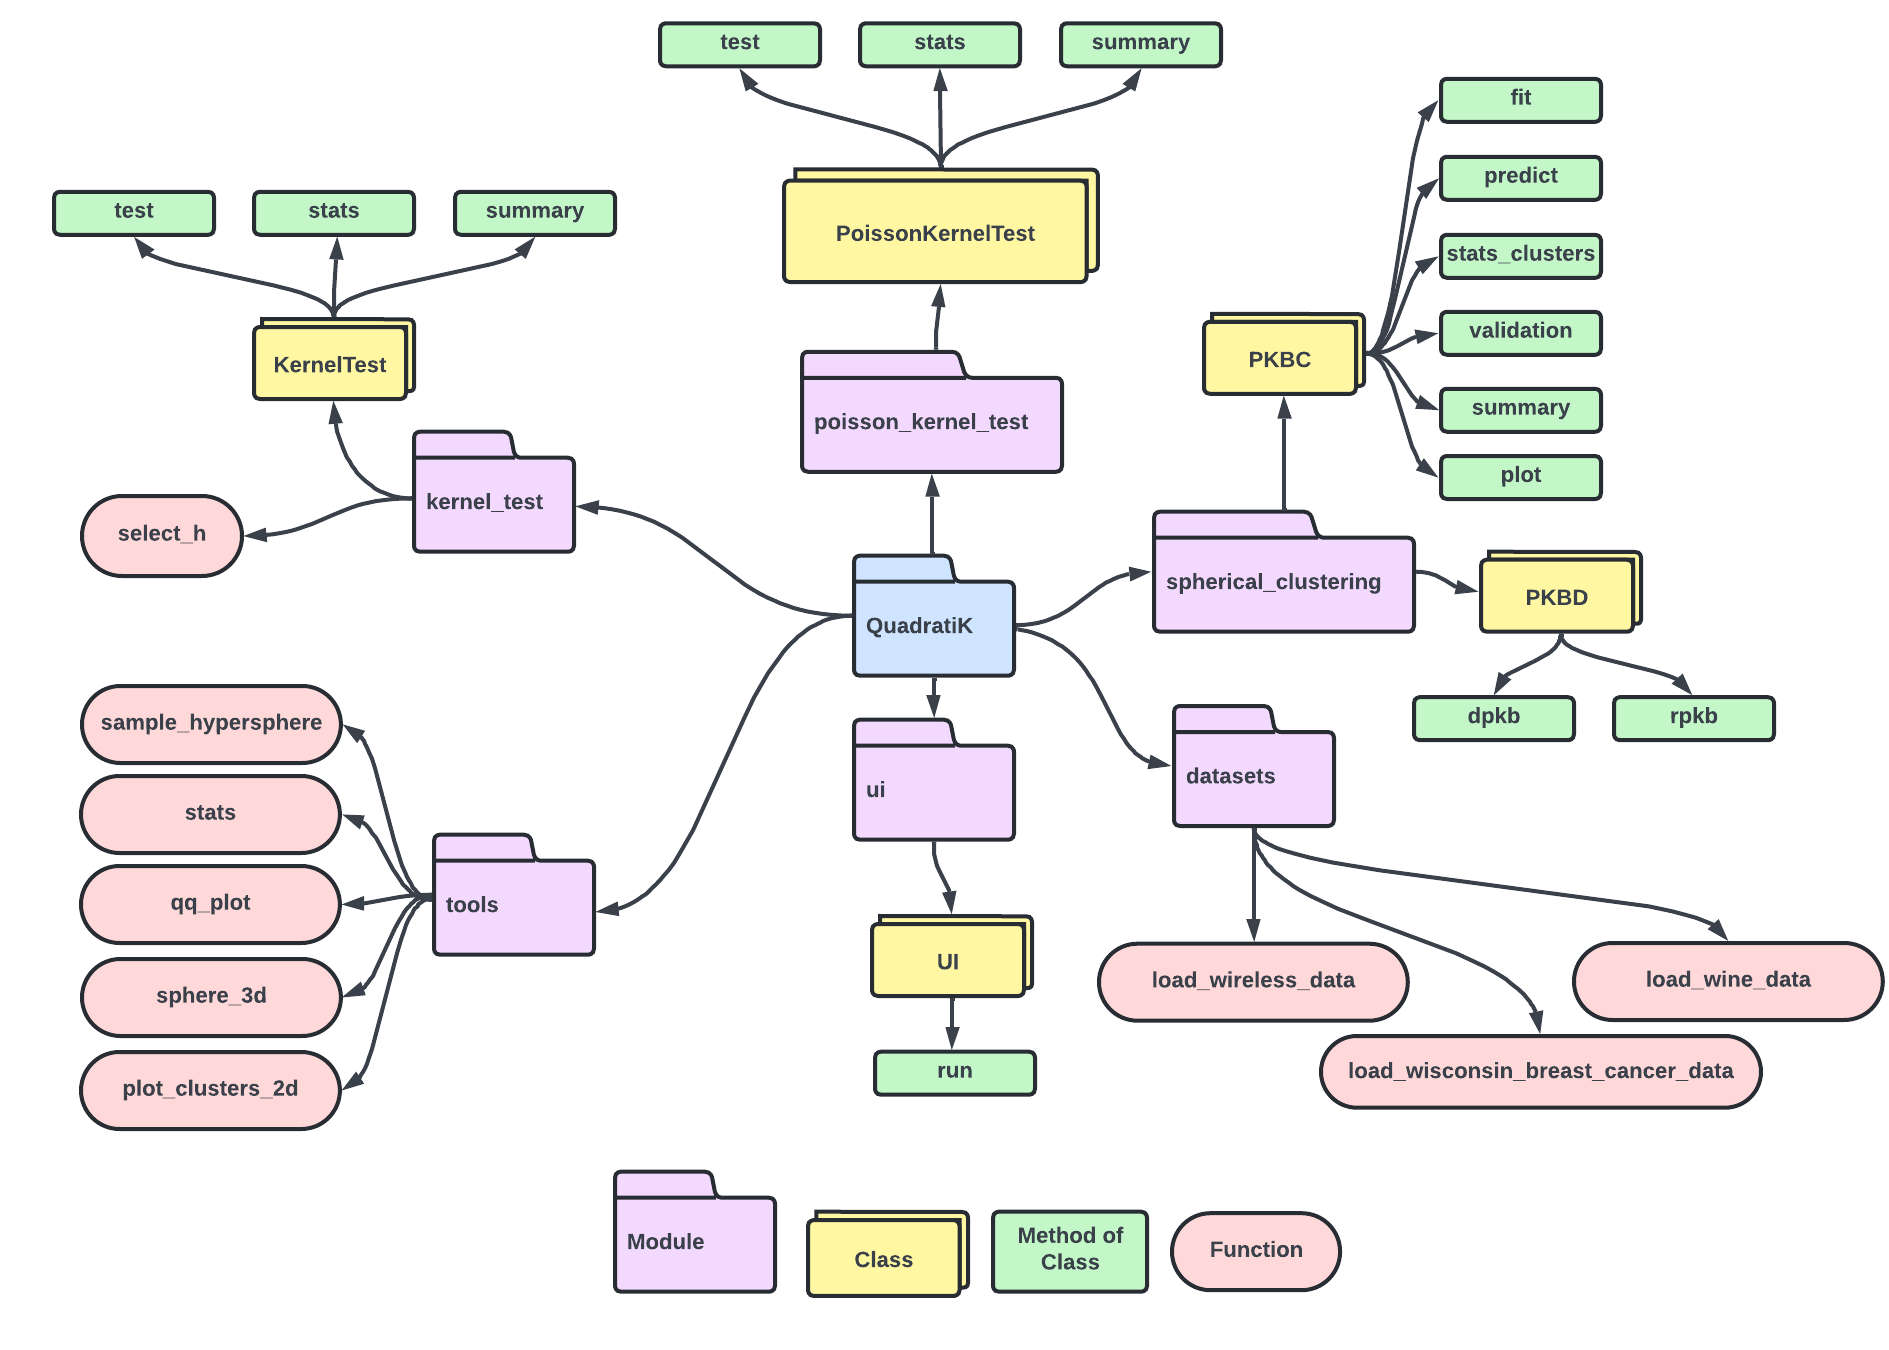 test
stats
summary
fit
predict
stats_clusters
validation
summary
plot
test
stats
summary
PoissonKernelTest
KernelTest
PKBC
poisson_kernel_test
kernel_test
select_h
spherical_clustering
PKBD
QuadratiK
dpkb
rpkb
sample_hypersphere
stats
qq_plot
sphere_3d
plot_clusters_2d
tools
ui
datasets
UI
run
load_wireless_data
load_wine_data
load_wisconsin_breast_cancer_data
Module
Class
Method of
Class
Function